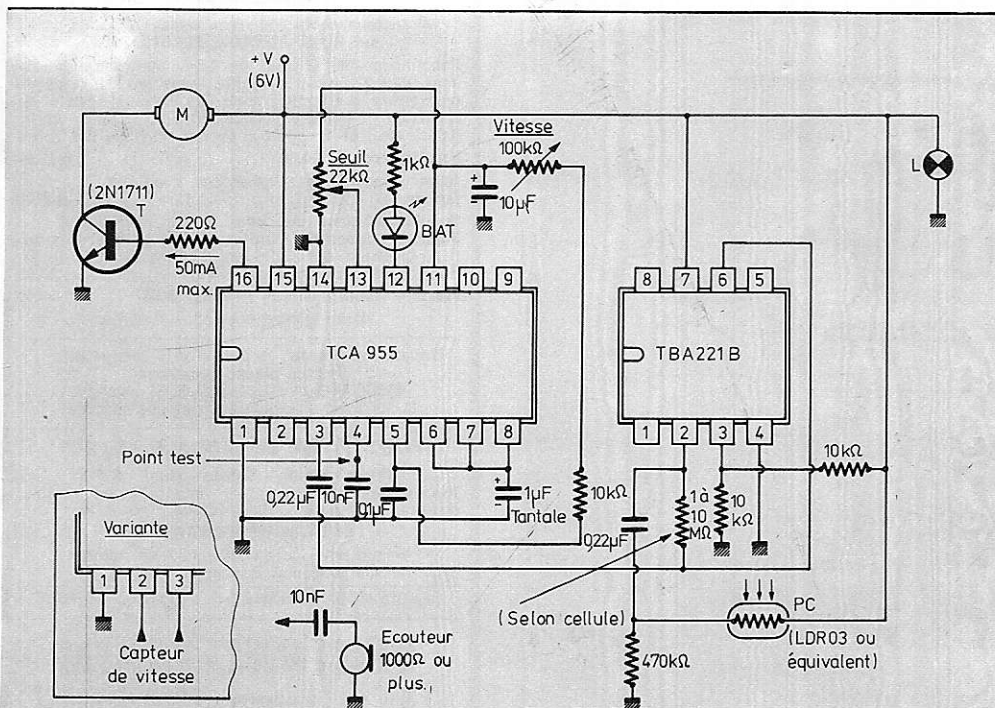 +V
(6V)
M
Vitesse
100kΩ
1kΩ
Seuil
22kΩ
+
-
10µF
L
(2N1711)
T
220Ω
BAT
50mA
max.
16 15 14 13 12 11 10 9
8 7 6 5
TCA 955
TBA221B
1 2 3 4 5 6 7 8
1 2 3 4
Point test
0,22µF
10nF
0,1µF
+
-
1µF
Tantale
10kΩ
0,22µF
1 à
10
MΩ
10
kΩ
10kΩ
Variante
1 2 3
Capteur
de vitesse
10nF
Ecouteur
1000Ω ou
plus.
(Selon cellule)
470kΩ
PC
(LDR03 ou
équivalent)